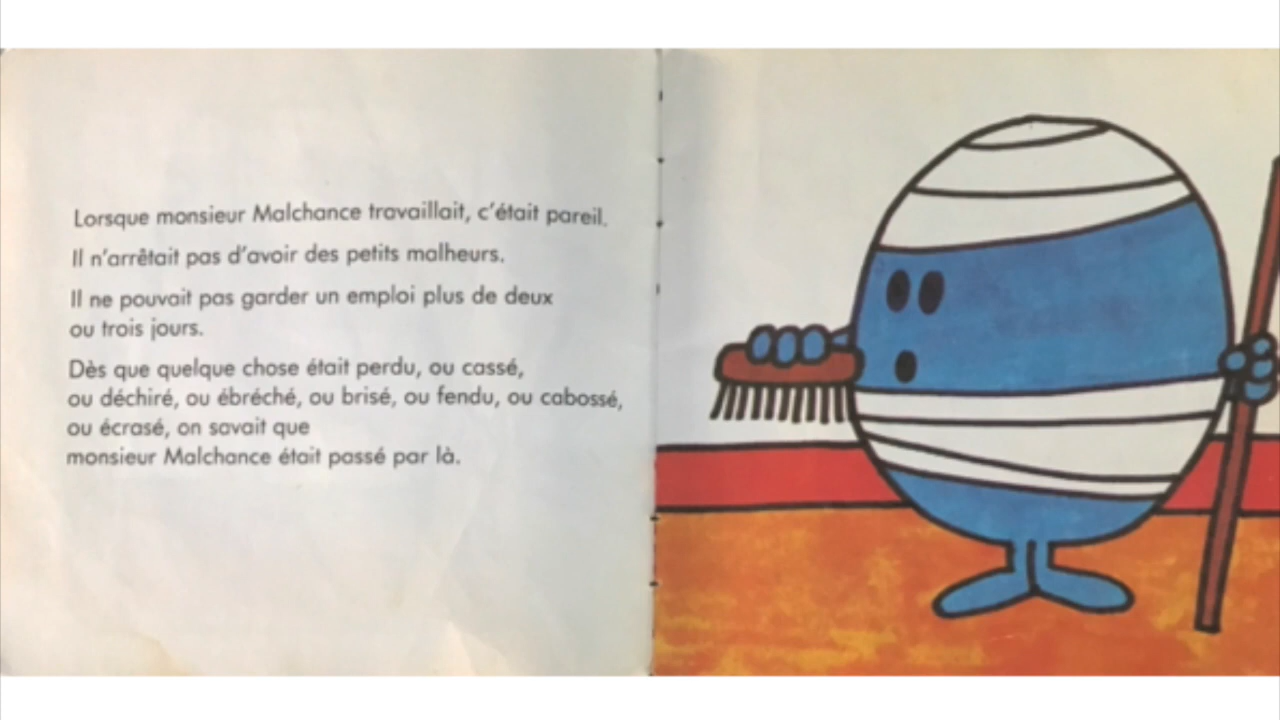 Lorsque monsieur Malchance travaillait, c'était pareil.
Il n'arrêtait pas d'avoir des petits malheurs.
Il ne pouvait pas garder un emploi plus de deux
ou trois jours.
Dès que quelque chose était perdu, ou cassé,
ou déchiré, ou ébréché, ou brisé, ou fendu, ou cabossé,
ou écrasé, on savait que
monsieur Malchance était passé par là.